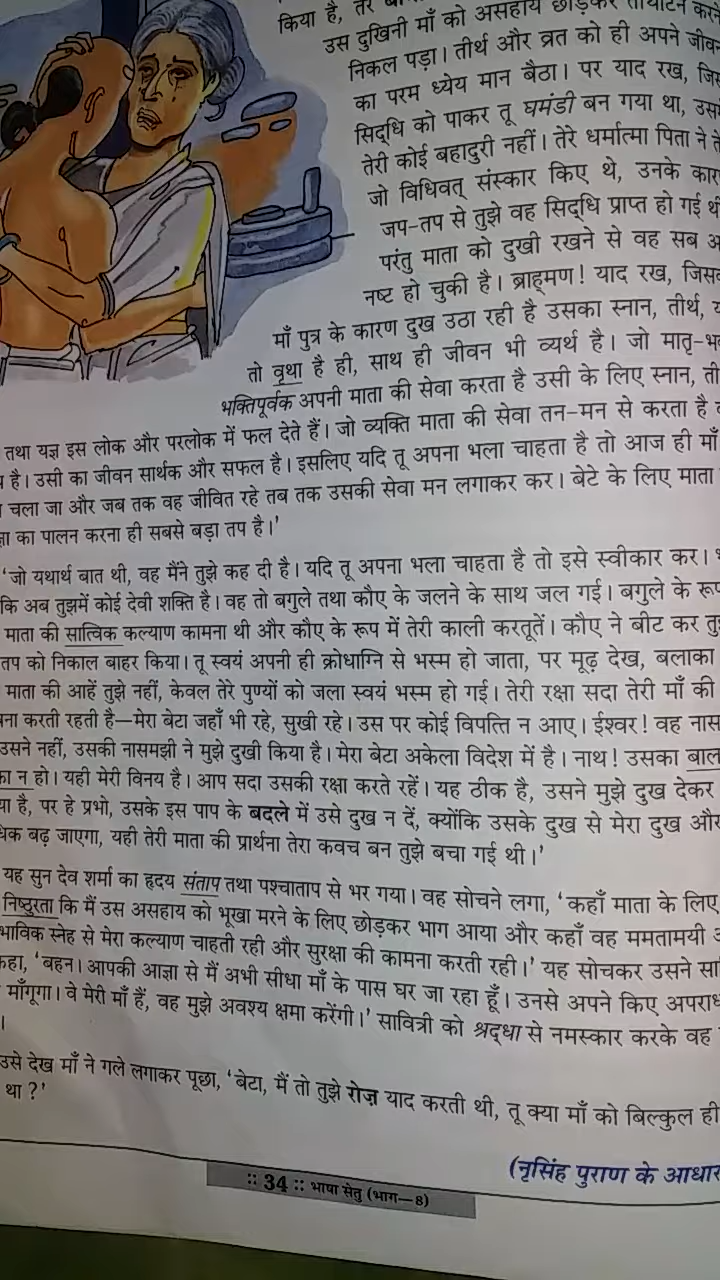 किया है, तेरे
उस दुखिनी माँ को असहाय छोड़कर तीर्थाटन करने
निकल पड़ा। तीर्थ और व्रत को ही अपने जीवन
का परम ध्येय मान बैठा। पर याद रख, जिस
सिद्धि को पाकर तू घमंडी बन गया था, उस
तेरी कोई बहादुरी नहीं। तेरे धर्मात्मा पिता ने ते
जो विधिवत् संस्कार किए थे, उनके कार
जप-तप से तुझे वह सिद्धि प्राप्त हो गई थी
परंतु माता को दुखी रखने से वह सब अ
नष्ट हो चुकी है। ब्राह्मण! याद रख, जिस
माँ पुत्र के कारण दुख उठा रही है उसका स्नान, तीर्थ, य
तो वृथा है ही, साथ ही जीवन भी व्यर्थ है। जो मातृ-भ
भक्तिपूर्वक अपनी माता की सेवा करता है उसी के लिए स्नान, ती
तथा यज्ञ इस लोक और परलोक में फल देते हैं। जो व्यक्ति माता की सेवा तन-मन से करता है
है। उसी का जीवन सार्थक और सफल है। इसलिए यदि तू अपना भला चाहता है तो आज ही माँ
चला जा और जब तक वह जीवित रहे तब तक उसकी सेवा मन लगाकर कर। बेटे के लिए माता
का पालन करना ही सबसे बड़ा तप है।'
'जो यथार्थ बात थी, वह मैंने तुझे कह दी है। यदि तू अपना भला चाहता है तो इसे स्वीकार कर।
कि अब तुझमें कोई देवी शक्ति है। वह तो बगुले तथा कौए के जलने के साथ जल गई। बगुले के रूप
माता की सात्विक कल्याण कामना थी और कौए के रूप में तेरी काली करतूतें। कौए ने बीट कर तु
तप को निकाल बाहर किया। तू स्वयं अपनी ही क्रोधाग्नि से भस्म हो जाता, पर मूढ़ देख, बलाका
माता की आहें तुझे नहीं, केवल तेरे पुण्यों को जला स्वयं भस्म हो गई। तेरी रक्षा सदा तेरी माँ की
ना करती रहती है—मेरा बेटा जहाँ भी रहे, सुखी रहे। उस पर कोई विपत्ति न आए। ईश्वर! वह नास
उसने नहीं, उसकी नासमझी ने मुझे दुखी किया है। मेरा बेटा अकेला विदेश में है। नाथ! उसका बाल
का न हो। यही मेरी विनय है। आप सदा उसकी रक्षा करते रहें। यह ठीक है, उसने मुझे दुख देकर
या है, पर हे प्रभो, उसके इस पाप के बदले में उसे दुख न दें, क्योंकि उसके दुख से मेरा दुख और
धिक बढ़ जाएगा, यही तेरी माता की प्रार्थना तेरा कवच बन तुझे बचा गई थी।'
यह सुन देव शर्मा का हृदय संताप तथा पश्चाताप से भर गया। वह सोचने लगा, 'कहाँ माता के लिए
निष्ठुरता कि मैं उस असहाय को भूखा मरने के लिए छोड़कर भाग आया और कहाँ वह ममतामयी
भाविक स्नेह से मेरा कल्याण चाहती रही और सुरक्षा की कामना करती रही।' यह सोचकर उसने सा
कहा, 'बहन। आपकी आज्ञा से मैं अभी सीधा माँ के पास घर जा रहा हूँ। उनसे अपने किए अपराध
माँगूगा। वे मेरी माँ हैं, वह मुझे अवश्य क्षमा करेंगी।' सावित्री को श्रद्धा से नमस्कार करके वह
।
उसे देख माँ ने गले लगाकर पूछा, 'बेटा, मैं तो तुझे रोज़ याद करती थी, तू क्या माँ को बिल्कुल ही
था?'
(नृसिंह पुराण के आधार
:: 34 :: भाषा सेतु (भाग—8)